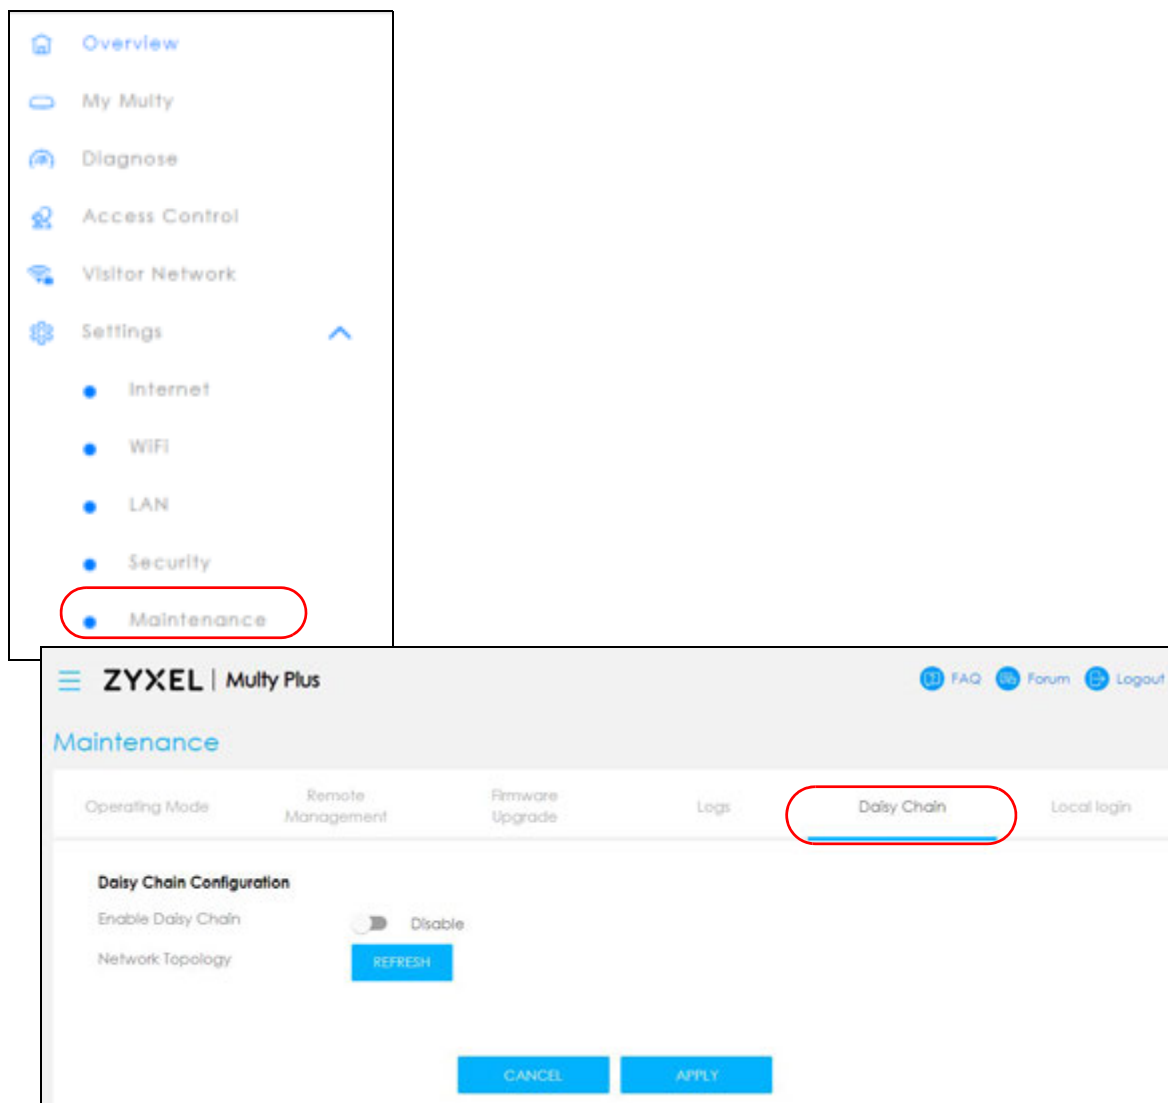 Overview
My Multy
Diagnose
Access Control
Visitor Network
Settings
Internet
WiFi
LAN
Security
Maintenance
ZYXEL | Multy Plus
FAQ Forum Logout
Maintenance
Operating Mode
Remote
Management
Firmware
Upgrade
Logs
Daisy Chain
Local login
Daisy Chain Configuration
Enable Daisy Chain
Disable
Network Topology
REFRESH
CANCEL
APPLY